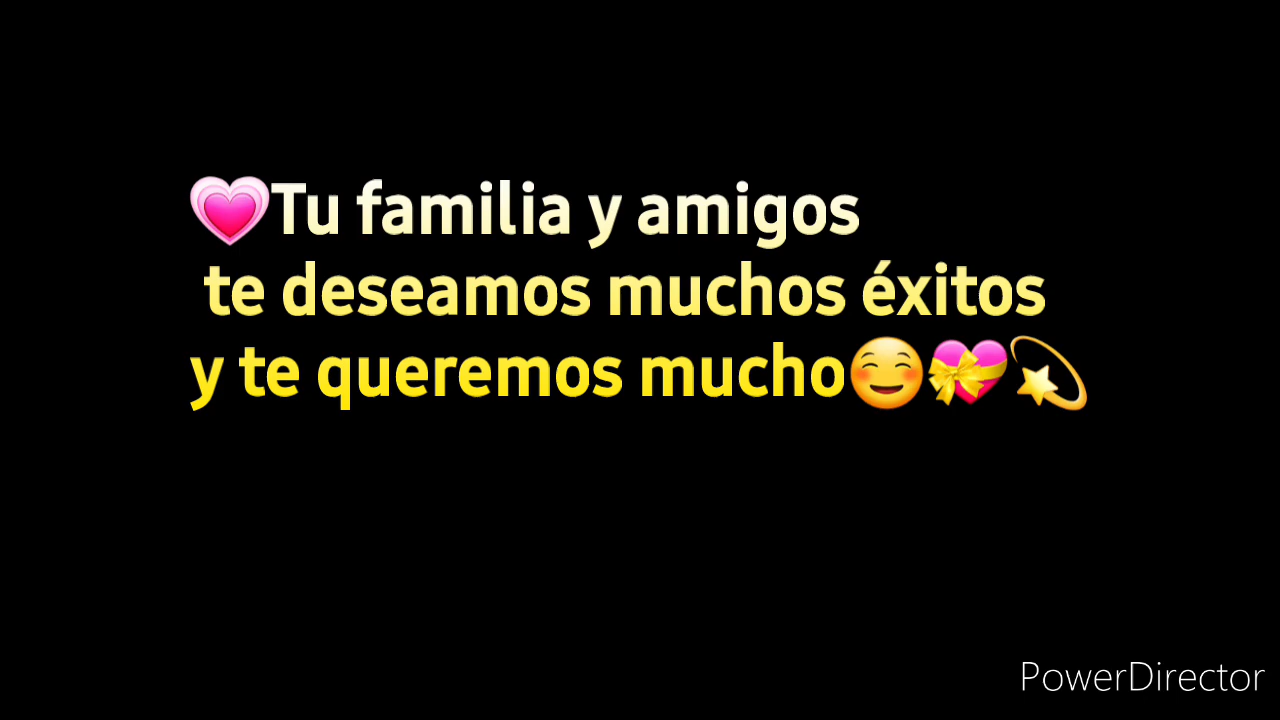 💗Tu familia y amigos
te deseamos muchos éxitos
y te queremos mucho☺️💝💫
PowerDirector